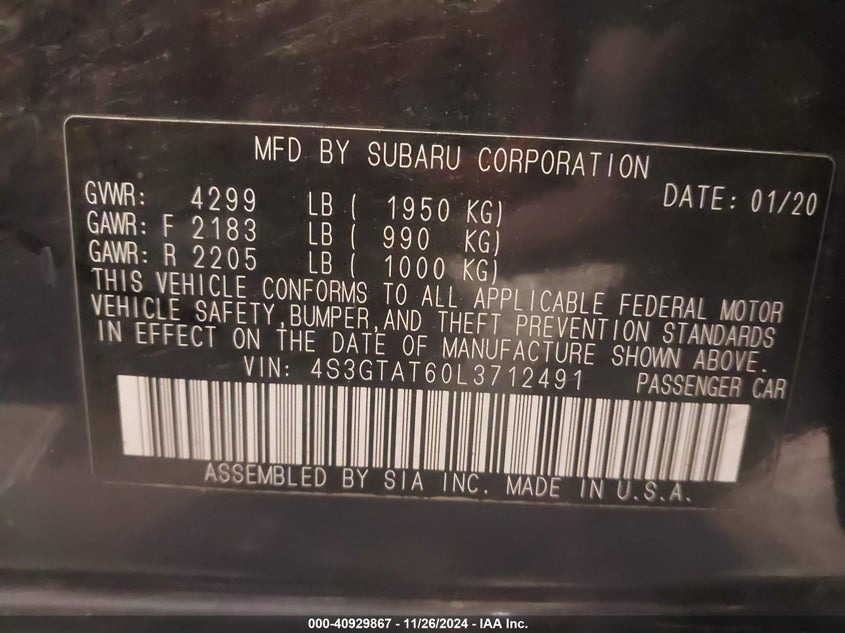 MFD BY SUBARU CORPORATION
GVWR: 4299 LB ( 1950 KG) DATE: 01/20
GAWR: F 2183 LB ( 990 KG)
GAWR: R 2205 LB ( 1000 KG)
THIS VEHICLE CONFORMS TO ALL APPLICABLE FEDERAL MOTOR
VEHICLE SAFETY,BUMPER,AND THEFT PREVENTION STANDARDS
IN EFFECT ON THE DATE OF MANUFACTURE SHOWN ABOVE.
VIN: 4S3GTAT60L3712491 PASSENGER CAR
ASSEMBLED BY SIA INC. MADE IN U.S.A.
000-40929867 - 11/26/2024 - IAA Inc.